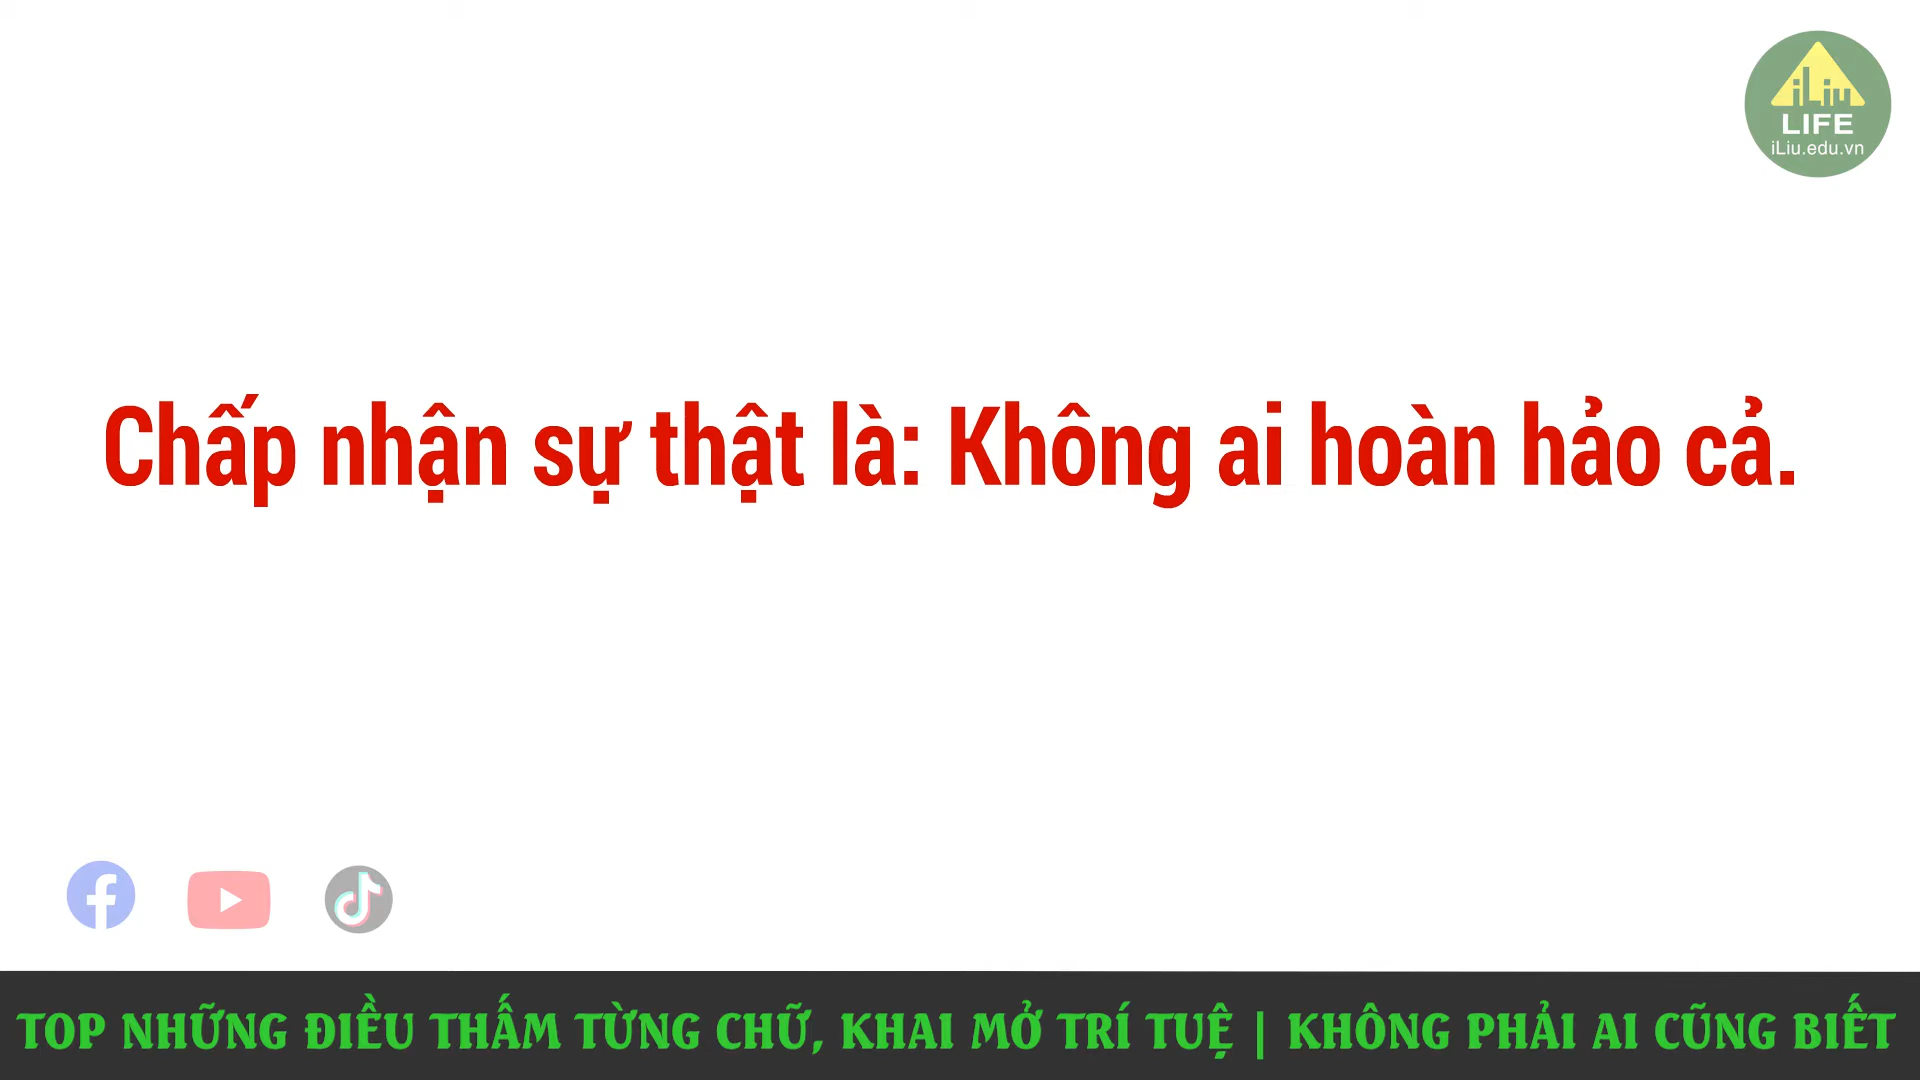 iLiu
LIFE
iLiu.edu.vn
Chấp nhận sự thật là: Không ai hoàn hảo cả.
TOP NHỮNG ĐIỀU THẤM TỪNG CHỮ, KHAI MỞ TRÍ TUỆ | KHÔNG PHẢI AI CŨNG BIẾT